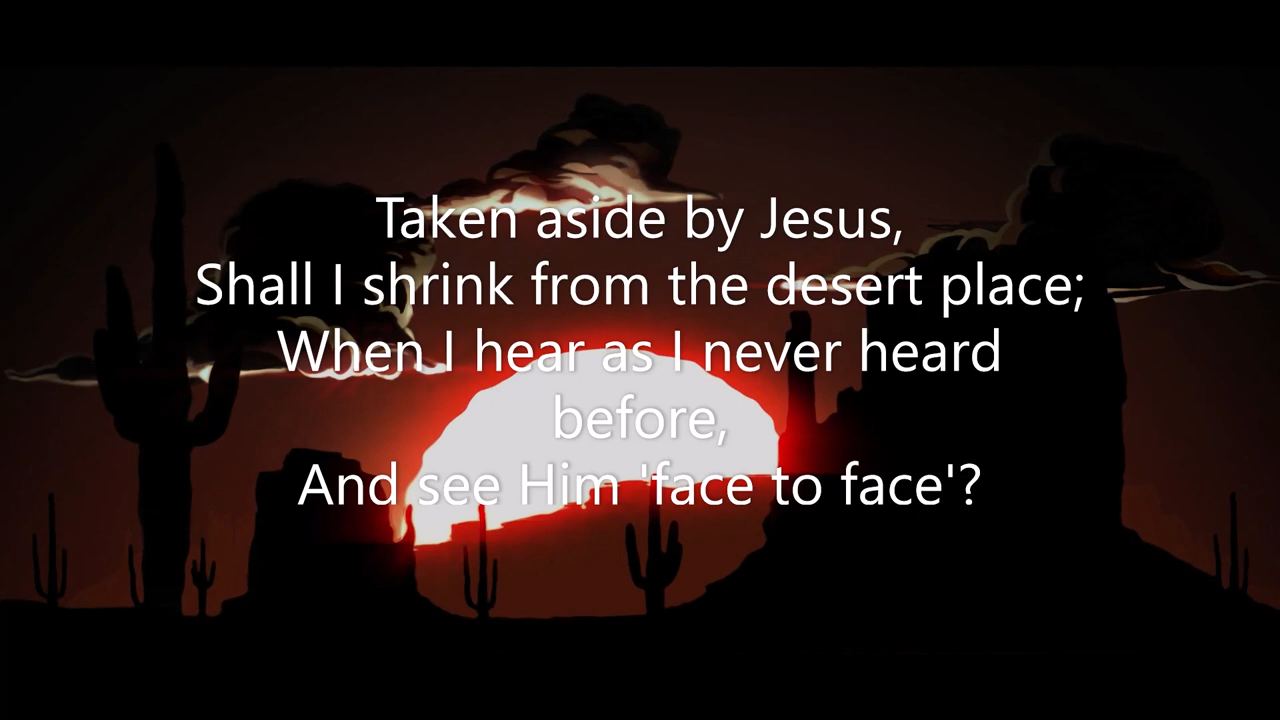 Taken aside by Jesus,
Shall I shrink from the desert place;
When I hear as I never heard
before,
And see Him 'face to face'?